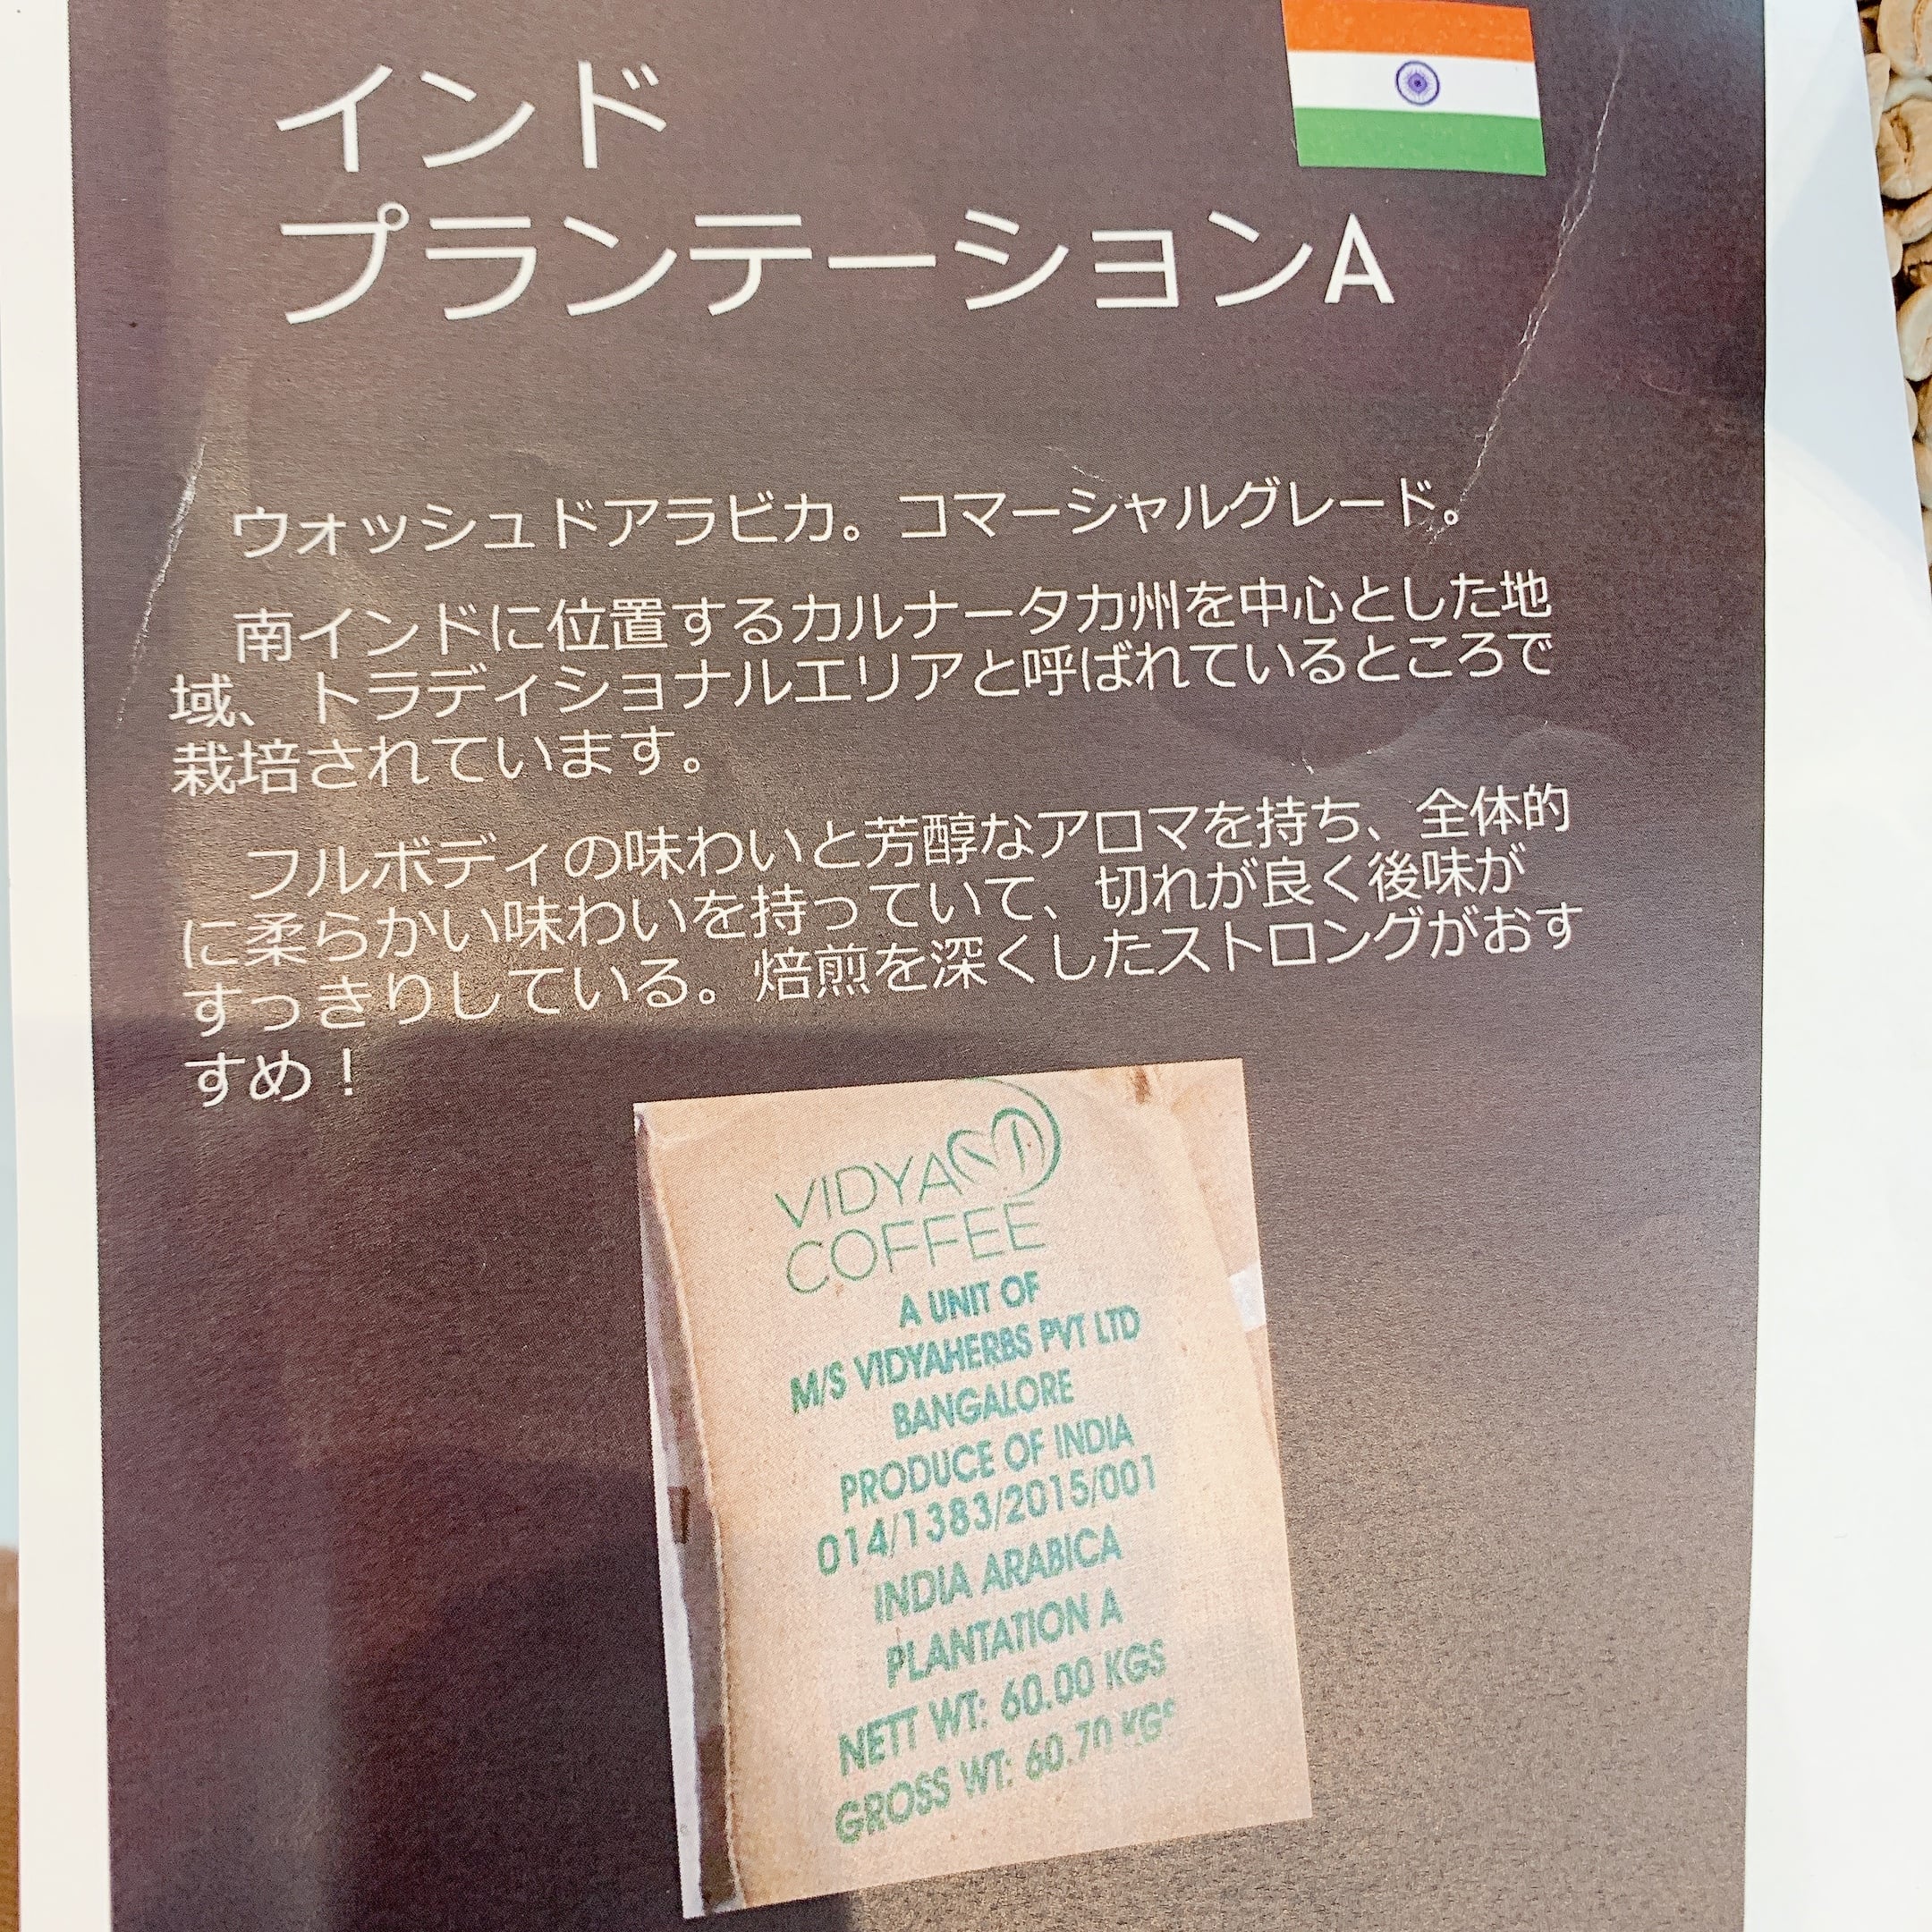 インド
プランテーションA
ウォッシュドアラビカ。コマーシャルグレード。
南インドに位置するカルナータカ州を中心とした地
域、トラディショナルエリアと呼ばれているところで
栽培されています。
フルボディの味わいと芳醇なアロマを持ち、全体的
に柔らかい味わいを持っていて、切れが良く後味が
すっきりしている。焙煎を深くしたストロングがおす
すめ！
VIDYA
COFFEE
A UNIT OF
M/S VIDYAHERBS PVT LTD
BANGALORE
PRODUCE OF INDIA
014/1383/2015/001
INDIA ARABICA
PLANTATION A
NETT WT: 60.00 KGS
GROSS WT: 60.70 KGS